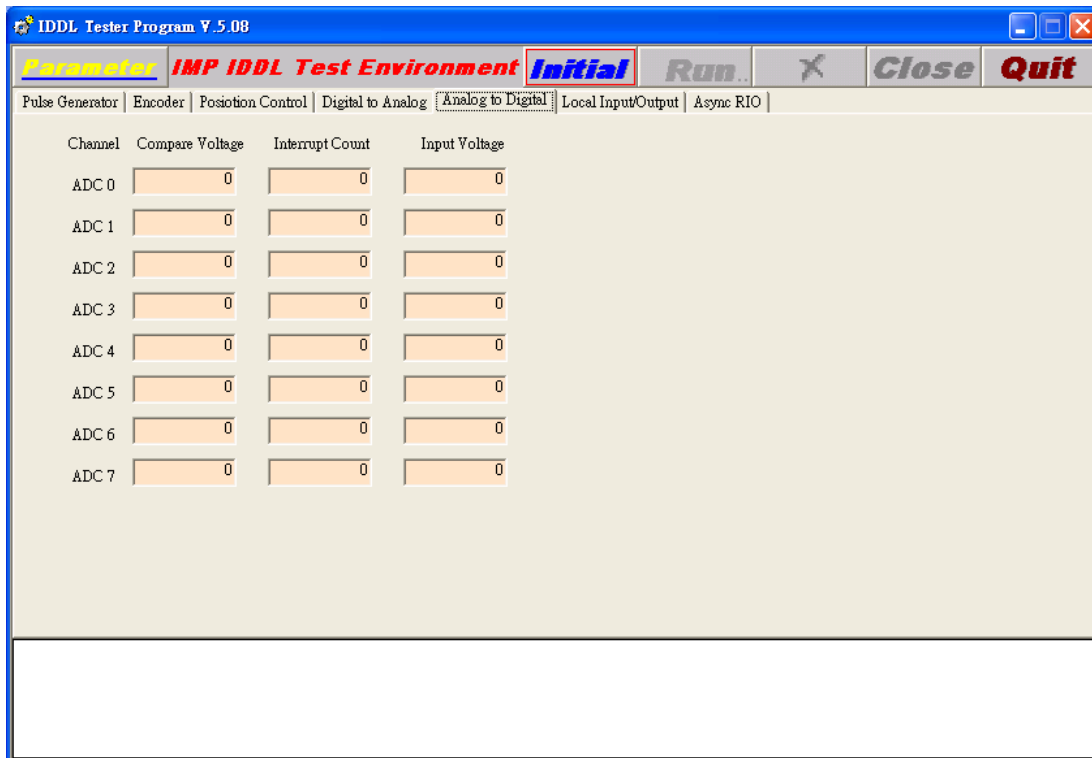 IDDL Tester Program V.5.08
Parameter IMP IDDL Test Environment Initial Run.. X Close Quit
Pulse Generator Encoder Posiotion Control Digital to Analog Analog to Digital Local Input/Output Async RIO
Channel Compare Voltage Interrupt Count Input Voltage
ADC 0 0 0 0
ADC 1 0 0 0
ADC 2 0 0 0
ADC 3 0 0 0
ADC 4 0 0 0
ADC 5 0 0 0
ADC 6 0 0 0
ADC 7 0 0 0